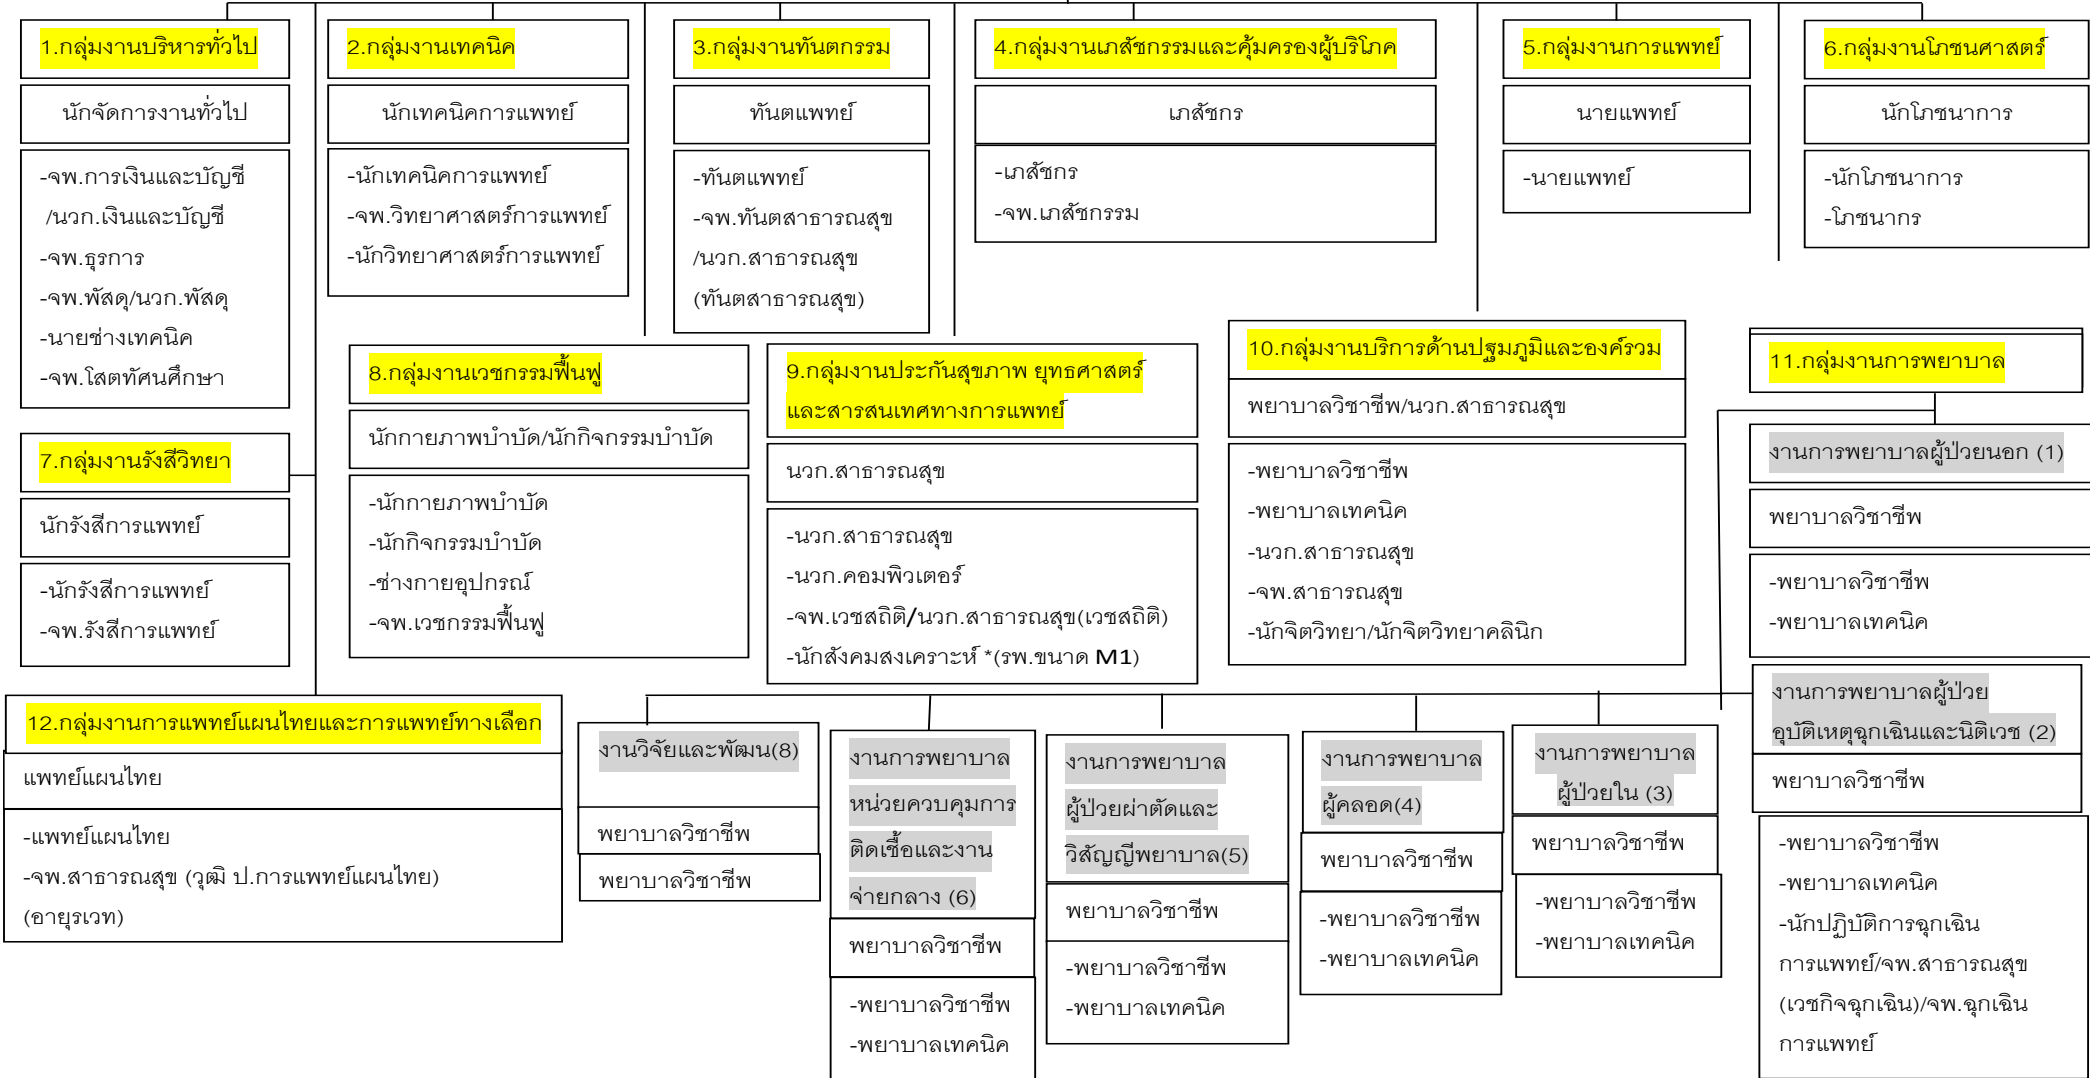 1.กลุ่มงานบริหารทั่วไป
นักจัดการงานทั่วไป
-จพ.การเงินและบัญชี
/นวก.เงินและบัญชี
-จพ.ธุรการ
-จพ.พัสดุ/นวก.พัสดุ
-นายช่างเทคนิค
-จพ.โสตทัศนศึกษา
2.กลุ่มงานเทคนิค
นักเทคนิคการแพทย์
-นักเทคนิคการแพทย์
-จพ.วิทยาศาสตร์การแพทย์
-นักวิทยาศาสตร์การแพทย์
3.กลุ่มงานทันตกรรม
ทันตแพทย์
-ทันตแพทย์
-จพ.ทันตสาธารณสุข
/นวก.สาธารณสุข
(ทันตสาธารณสุข)
4.กลุ่มงานเภสัชกรรมและคุ้มครองผู้บริโภค
เภสัชกร
-เภสัชกร
-จพ.เภสัชกรรม
5.กลุ่มงานการแพทย์
นายแพทย์
-นายแพทย์
6.กลุ่มงานโภชนศาสตร์
นักโภชนาการ
-นักโภชนาการ
-โภชนากร
7.กลุ่มงานรังสีวิทยา
นักรังสีการแพทย์
-นักรังสีการแพทย์
-จพ.รังสีการแพทย์
8.กลุ่มงานเวชกรรมฟื้นฟู
นักกายภาพบำบัด/นักกิจกรรมบำบัด
-นักกายภาพบำบัด
-นักกิจกรรมบำบัด
-ช่างกายอุปกรณ์
-จพ.เวชกรรมฟื้นฟู
9.กลุ่มงานประกันสุขภาพ ยุทธศาสตร์
และสารสนเทศทางการแพทย์
นวก.สาธารณสุข
-นวก.สาธารณสุข
-นวก.คอมพิวเตอร์
-จพ.เวชสถิติ/นวก.สาธารณสุข(เวชสถิติ)
-นักสังคมสงเคราะห์ *(รพ.ขนาด M1)
10.กลุ่มงานบริการด้านปฐมภูมิและองค์รวม
พยาบาลวิชาชีพ/นวก.สาธารณสุข
-พยาบาลวิชาชีพ
-พยาบาลเทคนิค
-นวก.สาธารณสุข
-จพ.สาธารณสุข
-นักจิตวิทยา/นักจิตวิทยาคลินิก
11.กลุ่มงานการพยาบาล
งานการพยาบาลผู้ป่วยนอก (1)
พยาบาลวิชาชีพ
-พยาบาลวิชาชีพ
-พยาบาลเทคนิค
12.กลุ่มงานการแพทย์แผนไทยและการแพทย์ทางเลือก
แพทย์แผนไทย
-แพทย์แผนไทย
-จพ.สาธารณสุข (วุฒิ ป.การแพทย์แผนไทย)
(อายุรเวท)
งานวิจัยและพัฒน(8)
พยาบาลวิชาชีพ
พยาบาลวิชาชีพ
งานการพยาบาล
หน่วยควบคุมการ
ติดเชื้อและงาน
จ่ายกลาง (6)
พยาบาลวิชาชีพ
-พยาบาลวิชาชีพ
-พยาบาลเทคนิค
งานการพยาบาล
ผู้ป่วยผ่าตัดและ
วิสัญญีพยาบาล(5)
พยาบาลวิชาชีพ
-พยาบาลวิชาชีพ
-พยาบาลเทคนิค
งานการพยาบาล
ผู้คลอด(4)
พยาบาลวิชาชีพ
-พยาบาลวิชาชีพ
-พยาบาลเทคนิค
งานการพยาบาล
ผู้ป่วยใน (3)
พยาบาลวิชาชีพ
-พยาบาลวิชาชีพ
-พยาบาลเทคนิค
งานการพยาบาลผู้ป่วย
อุบัติเหตุฉุกเฉินและนิติเวช (2)
พยาบาลวิชาชีพ
-พยาบาลวิชาชีพ
-พยาบาลเทคนิค
-นักปฏิบัติการฉุกเฉิน
การแพทย์/จพ.สาธารณสุข
(เวชกิจฉุกเฉิน)/จพ.ฉุกเฉิน
การแพทย์